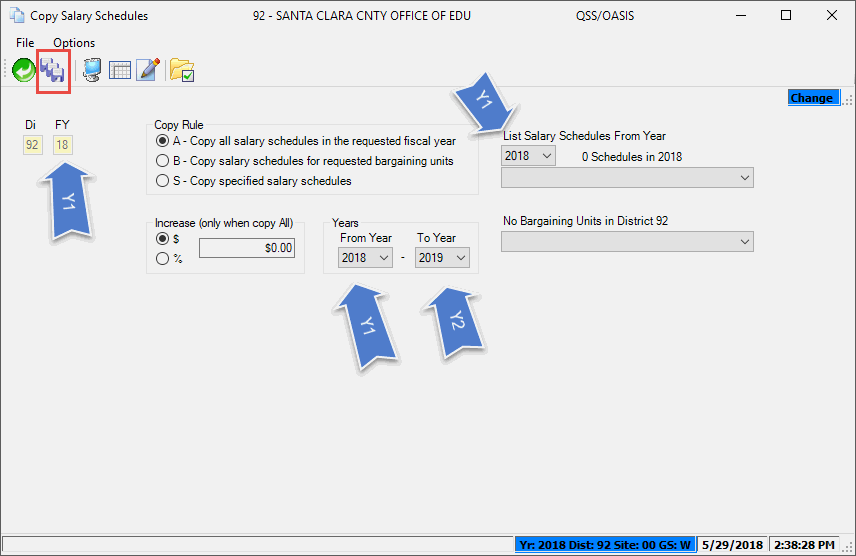 Copy Salary Schedules 92 - SANTA CLARA CNTY OFFICE OF EDU QSS/OASIS
File Options
Change
Di FY
92 18
Y1
Copy Rule
A - Copy all salary schedules in the requested fiscal year
B - Copy salary schedules for requested bargaining units
S - Copy specified salary schedules
Y1
List Salary Schedules From Year
2018 0 Schedules in 2018
Increase (only when copy All)
$
%
$0.00
Years
From Year To Year
2018 - 2019
Y1
Y2
No Bargaining Units in District 92
Yr: 2018 Dist: 92 Site: 00 GS: W 5/29/2018 2:38:28 PM